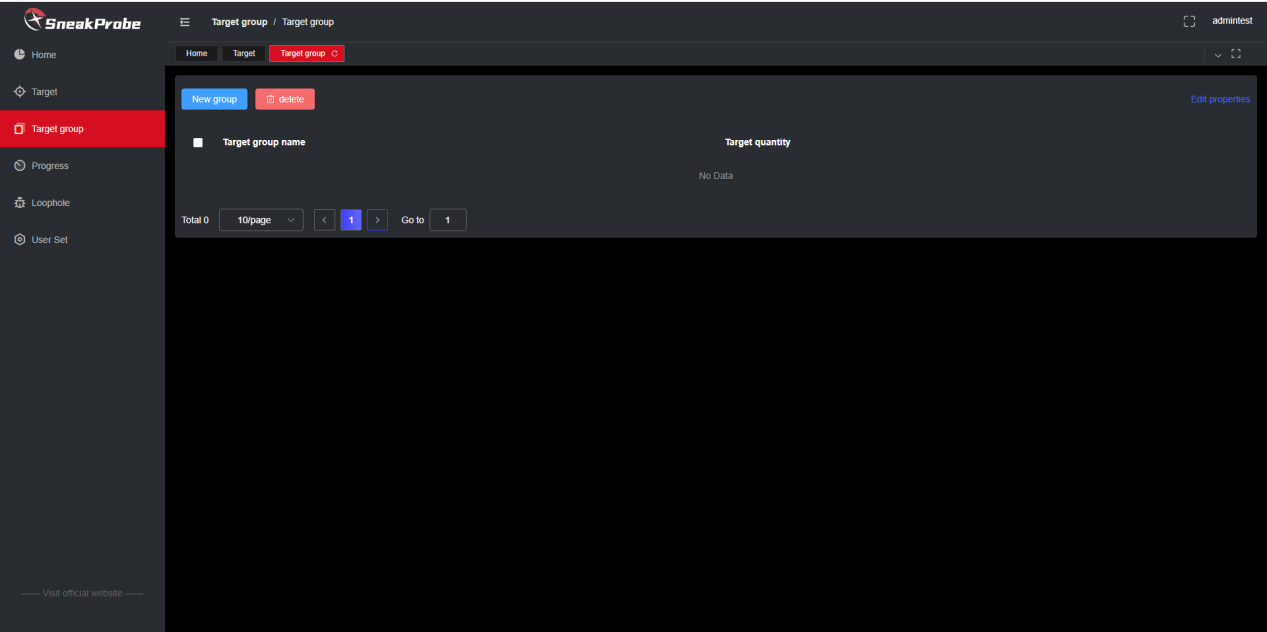 SneakProbe
Target group / Target group
admintest
Home
Target
Target group
Home
Target
Target group
Progress
Loophole
User Set
New group
delete
Edit properties
Target group name
Target quantity
No Data
Total 0
10/page
1
Go to
1
Visit official website